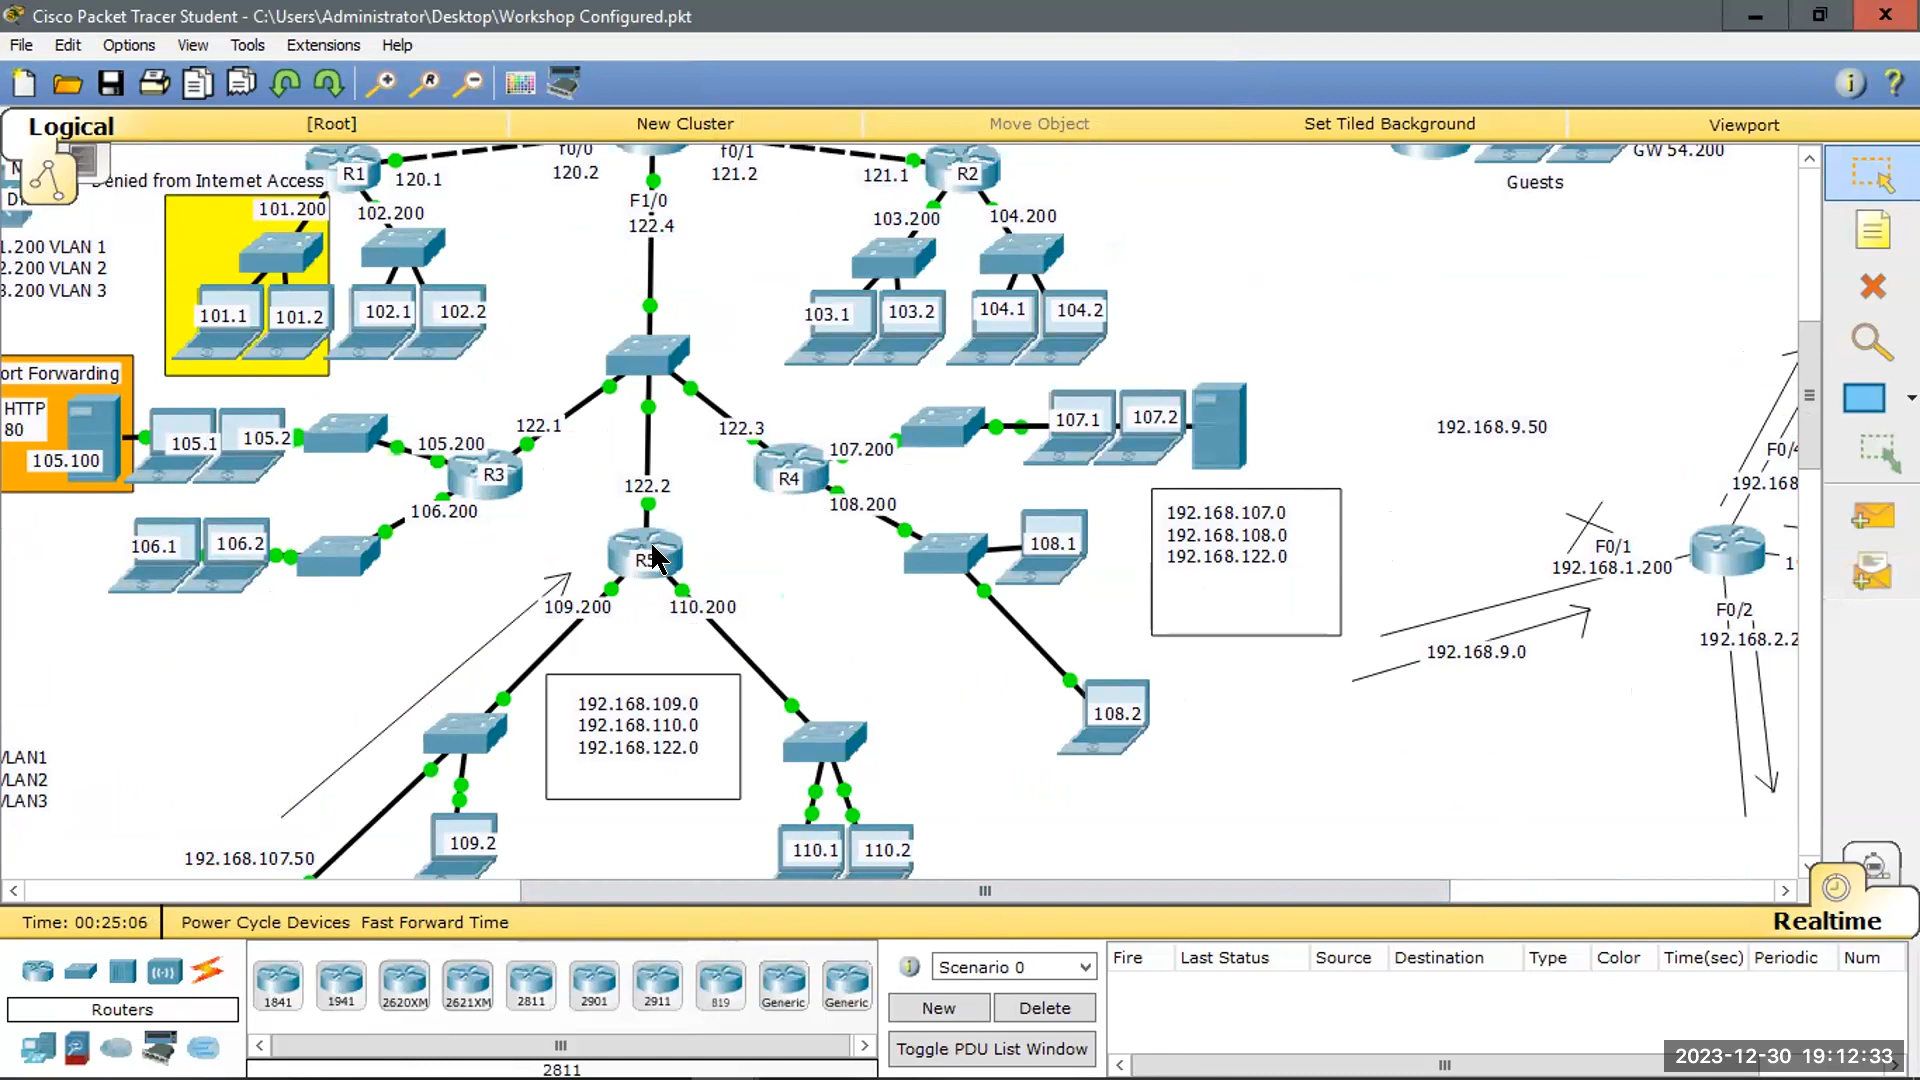 Cisco Packet Tracer Student - C:\Users\Administrator\Desktop\Workshop Configured.pkt
File Edit Options View Tools Extensions Help
Logical
[Root]
New Cluster
Move Object
Set Tiled Background
Viewport
f0/0
120.2
f0/1
121.2
R1
120.1
121.1
R2
GW 54.200
Guests
Denied from Internet Access
101.200
102.200
F1/0
122.4
103.200
104.200
1.200 VLAN 1
2.200 VLAN 2
3.200 VLAN 3
101.1
101.2
102.1
102.2
103.1
103.2
104.1
104.2
ort Forwarding
HTTP
80
105.100
105.1
105.2
105.200
122.1
122.3
R3
R4
107.200
107.1
107.2
192.168.9.50
F0/4
192.168
122.2
106.200
108.200
106.1
106.2
R5
108.1
192.168.107.0
192.168.108.0
192.168.122.0
F0/1
192.168.1.200
109.200
110.200
F0/2
192.168.2.2
192.168.9.0
192.168.109.0
192.168.110.0
192.168.122.0
108.2
VLAN1
VLAN2
VLAN3
109.2
110.1
110.2
192.168.107.50
Time: 00:25:06
Power Cycle Devices Fast Forward Time
Realtime
Routers
1841
1941
2620XM
2621XM
2811
2901
2911
819
Generic
Generic
2811
Scenario 0
New
Delete
Toggle PDU List Window
Fire Last Status Source Destination Type Color Time(sec) Periodic Num
2023-12-30 19:12:33